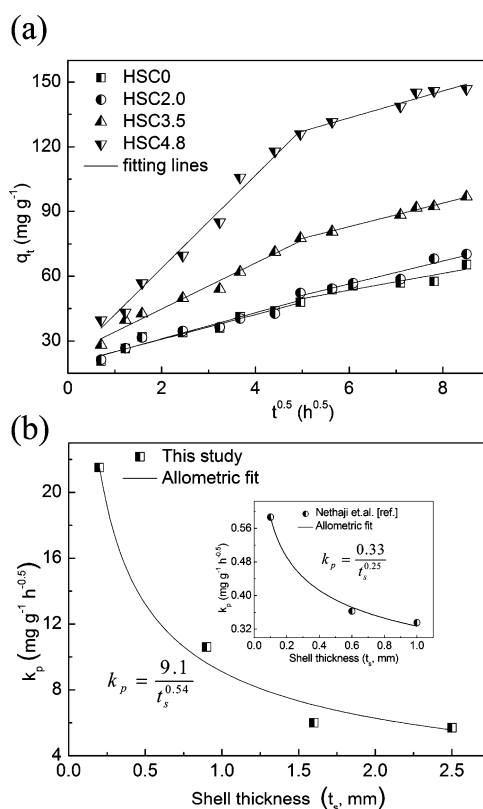 (a)
150
120
90
60
30
0
q_t (mg g⁻¹)
HSC0
HSC2.0
HSC3.5
HSC4.8
fitting lines
0 2 4 6 8
t^0.5 (h^0.5)
(b)
22
20
16
12
8
4
k_p (mg g⁻¹ h^-0.5)
This study
Allometric fit
k_p = 9.1 / t_s^0.54
0.56
0.48
0.40
0.32
k_p (mg g⁻¹ h^-0.5)
Nethaji et.al. [ref.]
Allometric fit
k_p = 0.33 / t_s^0.25
0.0 0.2 0.4 0.6 0.8 1.0
Shell thickness (t_s, mm)
0.0 0.5 1.0 1.5 2.0 2.5
Shell thickness (t_s, mm)